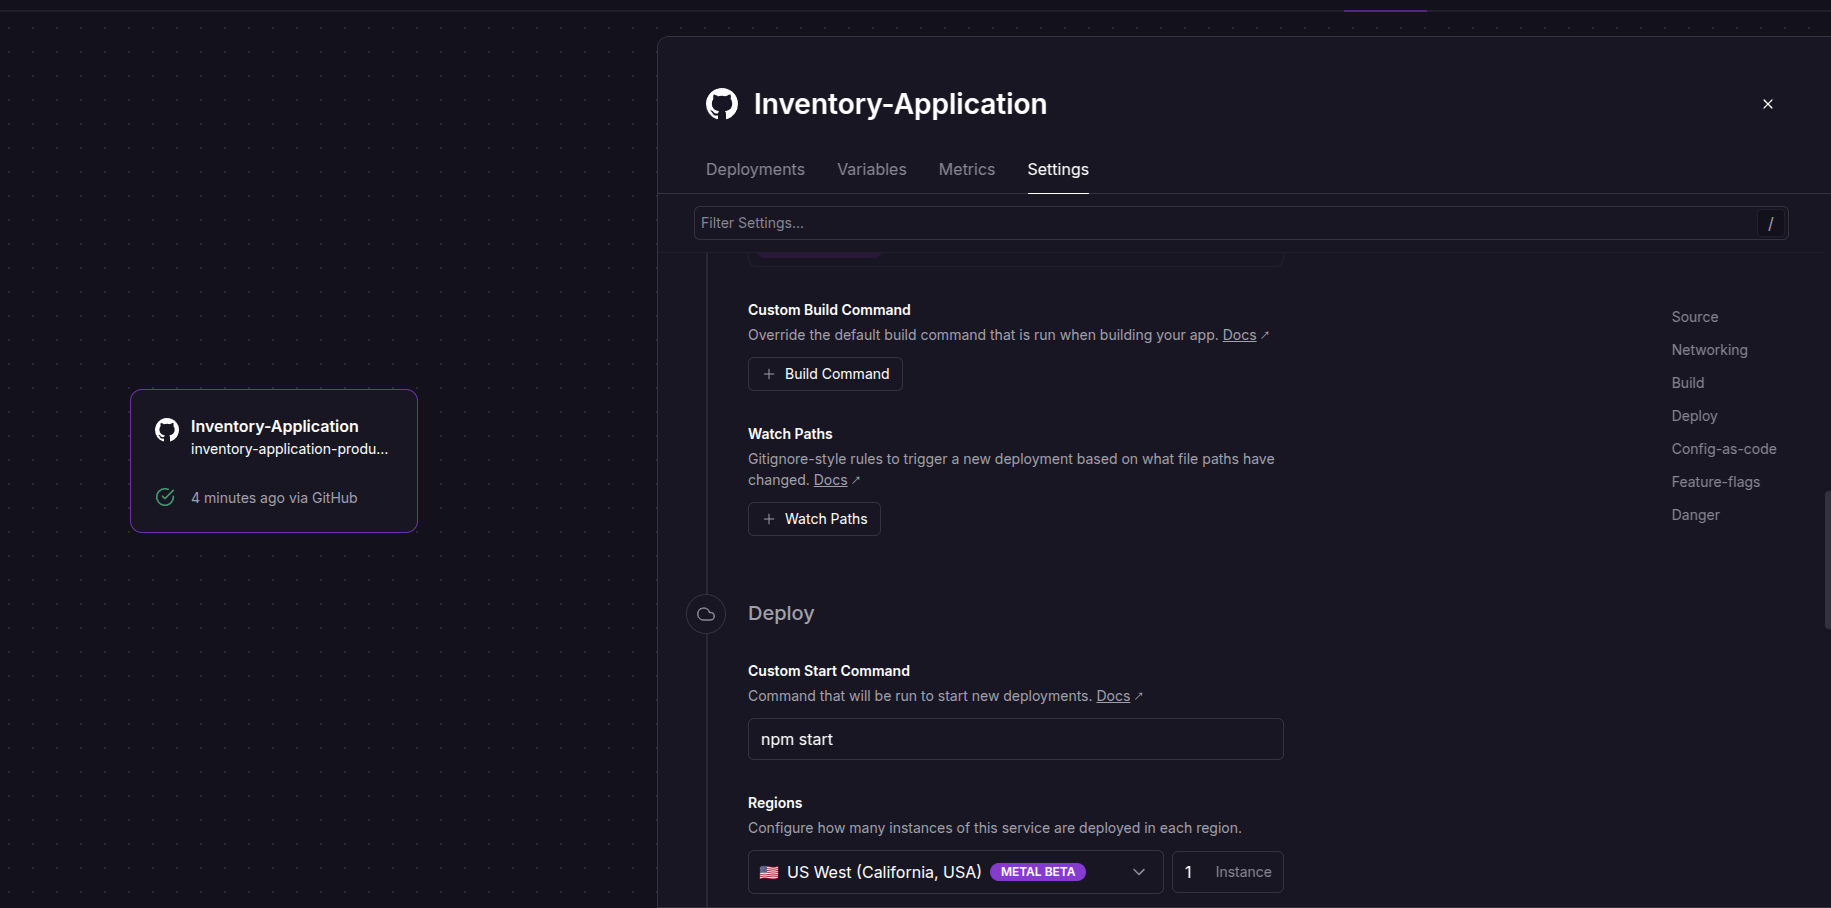 Inventory-Application
inventory-application-produ...
4 minutes ago via GitHub
Inventory-Application
Deployments Variables Metrics Settings
Filter Settings... /
Custom Build Command
Override the default build command that is run when building your app. Docs ↗
+ Build Command
Watch Paths
Gitignore-style rules to trigger a new deployment based on what file paths have
changed. Docs ↗
+ Watch Paths
Deploy
Custom Start Command
Command that will be run to start new deployments. Docs ↗
npm start
Regions
Configure how many instances of this service are deployed in each region.
US West (California, USA) METAL BETA 1 Instance
Source
Networking
Build
Deploy
Config-as-code
Feature-flags
Danger